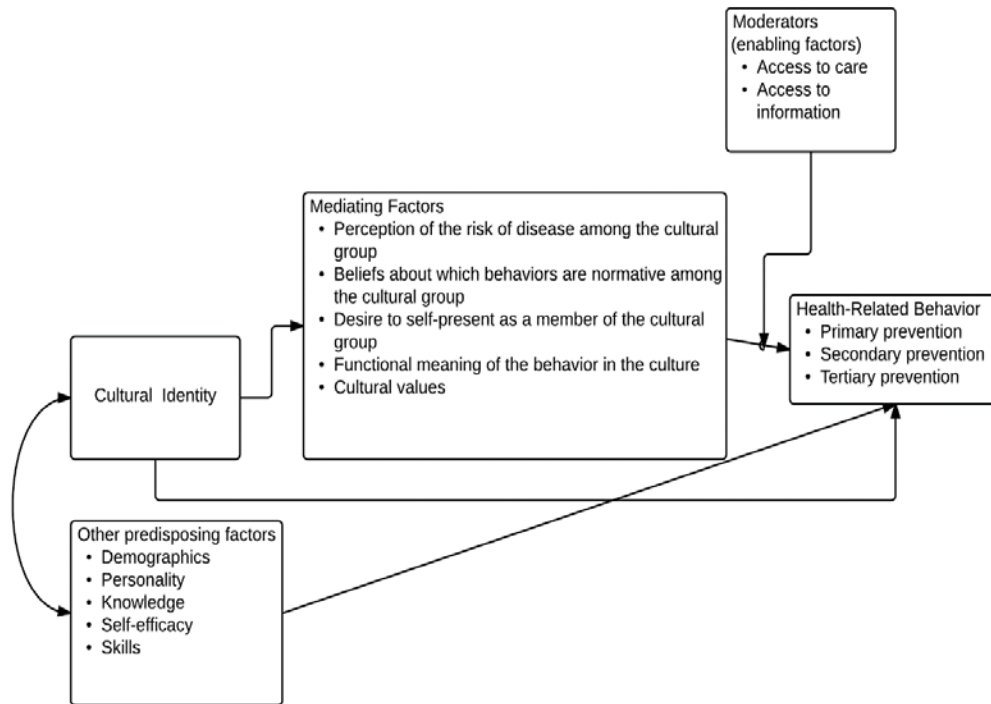 Moderators
(enabling factors)
• Access to care
• Access to
information
Mediating Factors
• Perception of the risk of disease among the cultural
group
• Beliefs about which behaviors are normative among
the cultural group
• Desire to self-present as a member of the cultural
group
• Functional meaning of the behavior in the culture
• Cultural values
Health-Related Behavior
• Primary prevention
• Secondary prevention
• Tertiary prevention
Cultural Identity
Other predisposing factors
• Demographics
• Personality
• Knowledge
• Self-efficacy
• Skills